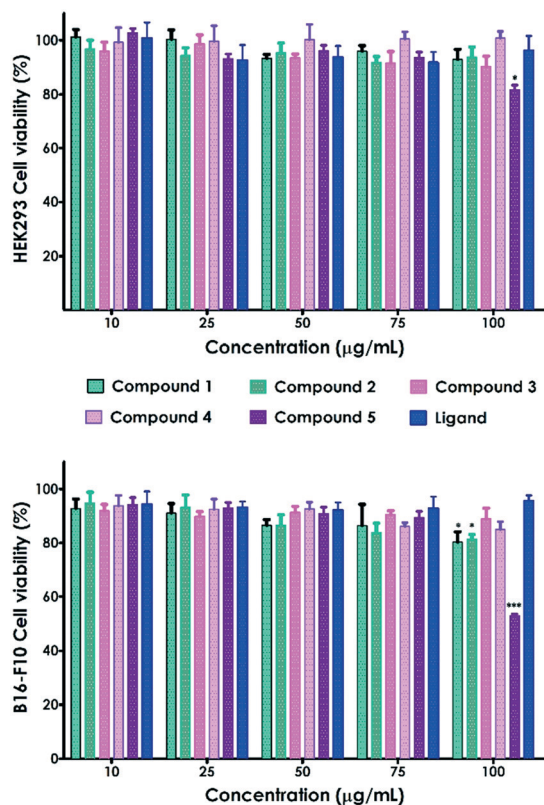 HEK293 Cell viability (%)
100
80
60
40
20
*
10 25 50 75 100
Concentration (µg/mL)
Compound 1 Compound 2 Compound 3
Compound 4 Compound 5 Ligand
B16-F10 Cell viability (%)
100
80
60
40
20
0
* *
***
10 25 50 75 100
Concentration (µg/mL)